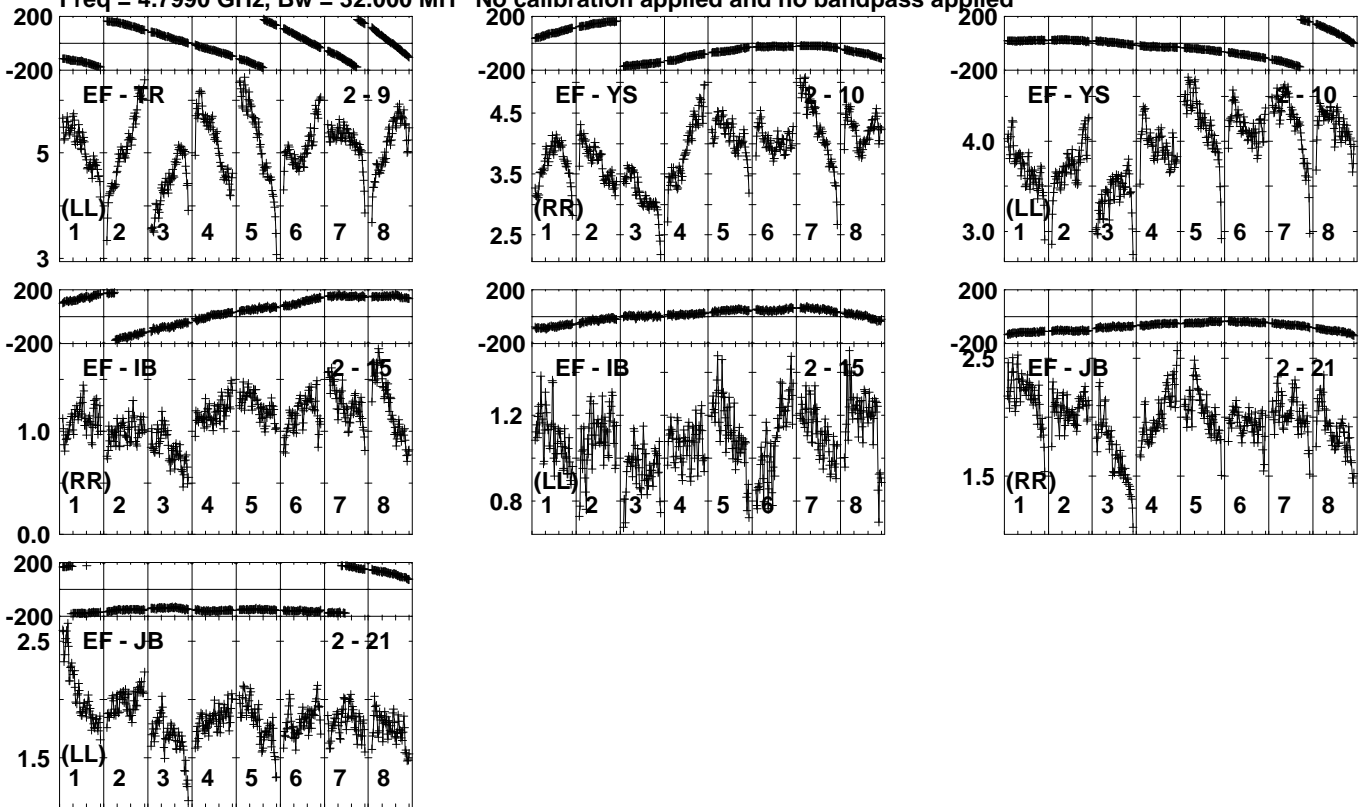 Freq = 4.7990 GHz, Bw = 32.000 MH No calibration applied and no bandpass applied
200
-200
EF - TR 2 - 9
5
(LL)
1 2 3 4 5 6 7 8
3
200
-200
EF - YS 2 - 10
4.5
3.5
(RR)
2.5
1 2 3 4 5 6 7 8
200
-200
EF - YS 2 - 10
4.0
(LL)
3.0
1 2 3 4 5 6 7 8
200
-200
EF - IB 2 - 15
1.0
(RR)
1 2 3 4 5 6 7 8
0.0
200
-200
EF - IB 2 - 15
1.2
(LL)
0.8
1 2 3 4 5 6 7 8
200
-200
2.5
EF - JB 2 - 21
1.5
(RR)
1 2 3 4 5 6 7 8
200
-200
2.5
EF - JB 2 - 21
1.5
(LL)
1 2 3 4 5 6 7 8